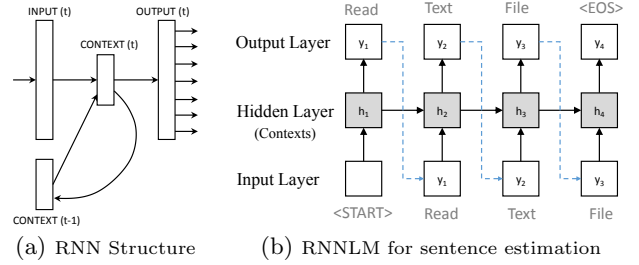 INPUT (t)
OUTPUT (t)
CONTEXT (t)
CONTEXT (t-1)
(a) RNN Structure
Read Text File <EOS>
Output Layer y₁ y₂ y₃ y₄
Hidden Layer h₁ h₂ h₃ h₄
(Contexts)
Input Layer y₁ y₂ y₃
<START> Read Text File
(b) RNNLM for sentence estimation